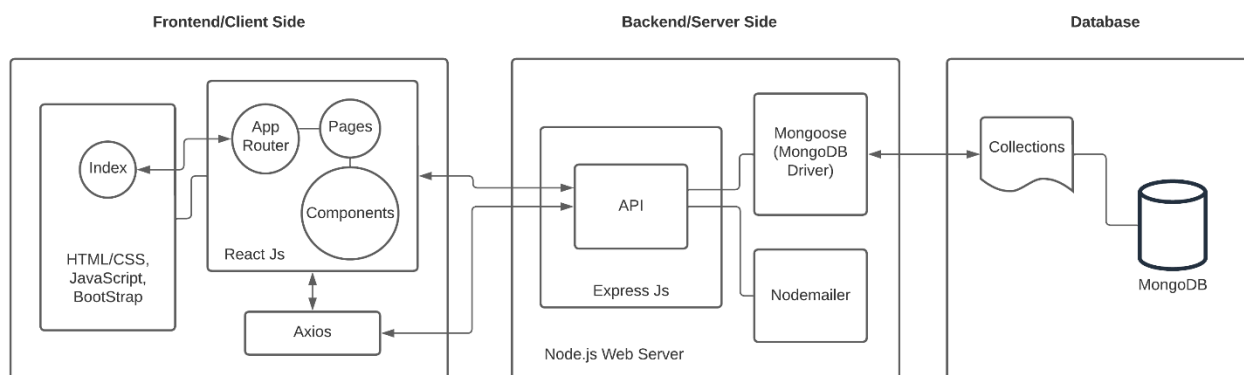 Frontend/Client Side
Backend/Server Side
Database
Index
HTML/CSS,
JavaScript,
BootStrap
App
Router
Pages
Components
React Js
Axios
API
Express Js
Mongoose
(MongoDB
Driver)
Nodemailer
Node.js Web Server
Collections
MongoDB